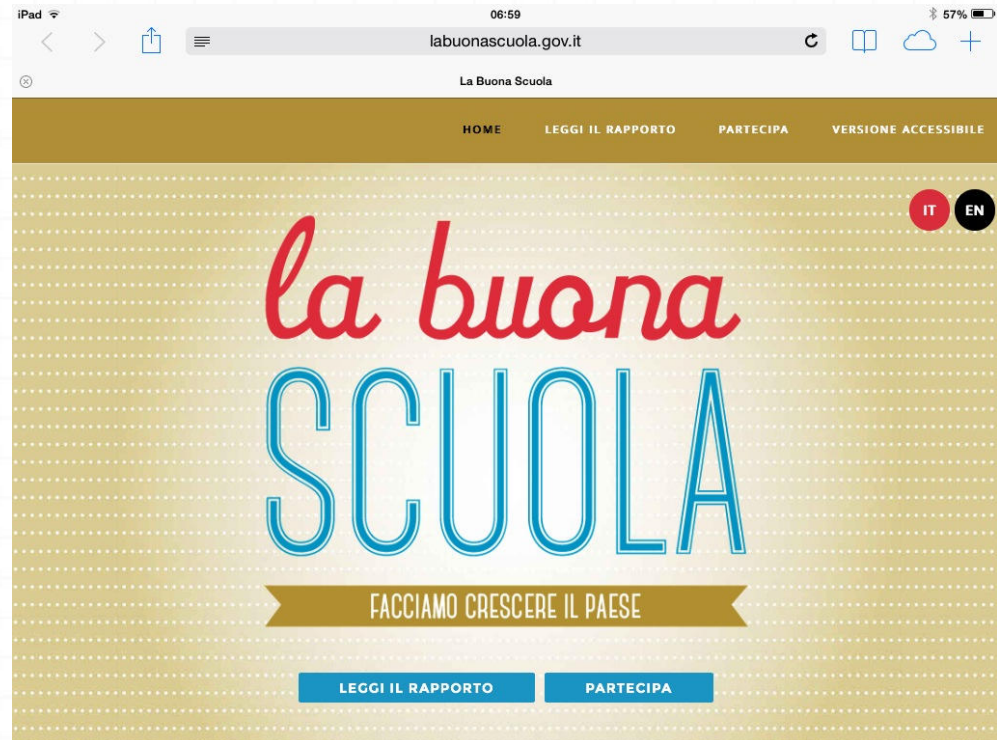 iPad 06:59 57%
labuonascuola.gov.it
La Buona Scuola
HOME LEGGI IL RAPPORTO PARTECIPA VERSIONE ACCESSIBILE
IT EN
la buona
SCUOLA
FACCIAMO CRESCERE IL PAESE
LEGGI IL RAPPORTO PARTECIPA